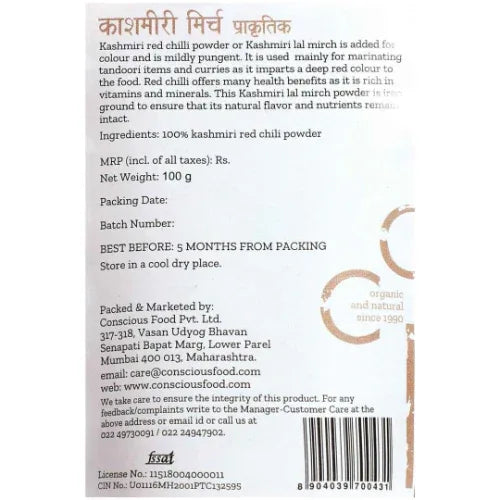 काशमीरी मिर्च प्राकृतिक
Kashmiri red chilli powder or Kashmiri lal mirch is added for
colour and is mildly pungent. It is used mainly for marinating
tandoori items and curries as it imparts a deep red colour to
the food. Red chilli offers many health benefits as it is rich in
vitamins and minerals. This Kashmiri lal mirch powder is
ground to ensure that its natural flavor and nutrients remain
intact.
Ingredients: 100% kashmiri red chili powder
MRP (incl. of all taxes): Rs.
Net Weight: 100 g
Packing Date:
Batch Number:
BEST BEFORE: 5 MONTHS FROM PACKING
Store in a cool dry place.
organic
and natural
since 1990
Packed & Marketed by:
Conscious Food Pvt. Ltd.
317-318, Vasan Udyog Bhavan
Senapati Bapat Marg, Lower Parel
Mumbai 400 013, Maharashtra.
email: care@consciousfood.com
web: www.consciousfood.com
We take care to ensure the integrity of this product. For any
feedback/complaints write to the Manager-Customer Care at the
above address or email id or call us at
022 49730091 / 022 24947902.
fssai
License No.: 11518004000011
CIN No.: U01116MH2001PTC132595
8 904039 700431